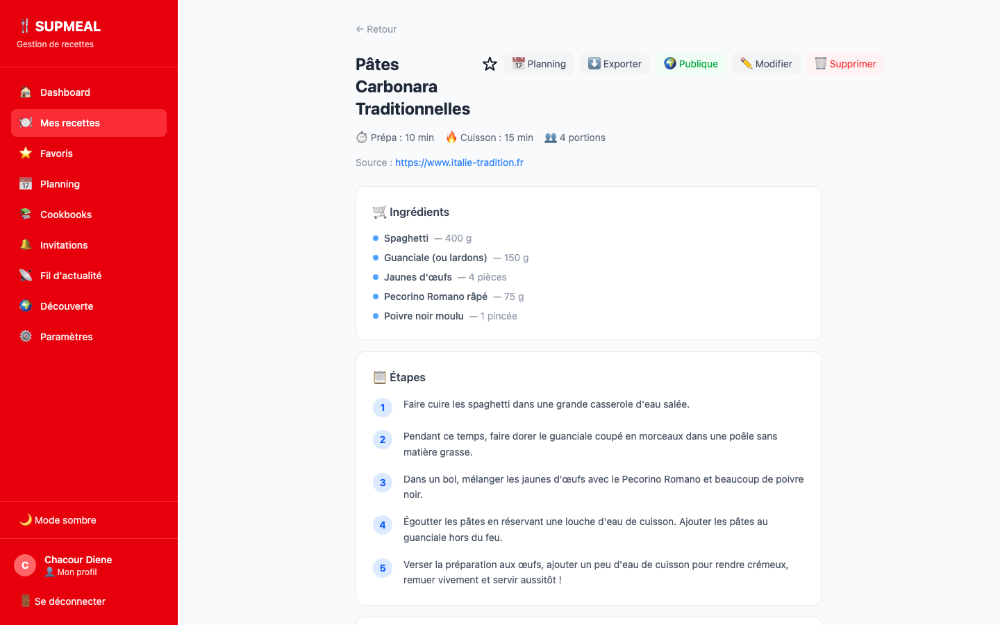 SUPMEAL
Gestion de recettes
Dashboard
Mes recettes
Favoris
Planning
Cookbooks
Invitations
Fil d'actualité
Découverte
Paramètres
Mode sombre
C
Chacour Diene
Mon profil
Se déconnecter
← Retour
Pâtes
Carbonara
Traditionnelles
Planning
Exporter
Publique
Modifier
Supprimer
Prépa : 10 min
Cuisson : 15 min
4 portions
Source : https://www.italie-tradition.fr
Ingrédients
Spaghetti — 400 g
Guanciale (ou lardons) — 150 g
Jaunes d'œufs — 4 pièces
Pecorino Romano râpé — 75 g
Poivre noir moulu — 1 pincée
Étapes
1 Faire cuire les spaghetti dans une grande casserole d'eau salée.
2 Pendant ce temps, faire dorer le guanciale coupé en morceaux dans une poêle sans
matière grasse.
3 Dans un bol, mélanger les jaunes d'œufs avec le Pecorino Romano et beaucoup de poivre
noir.
4 Égoutter les pâtes en réservant une louche d'eau de cuisson. Ajouter les pâtes au
guanciale hors du feu.
5 Verser la préparation aux œufs, ajouter un peu d'eau de cuisson pour rendre crémeux,
remuer vivement et servir aussitôt !